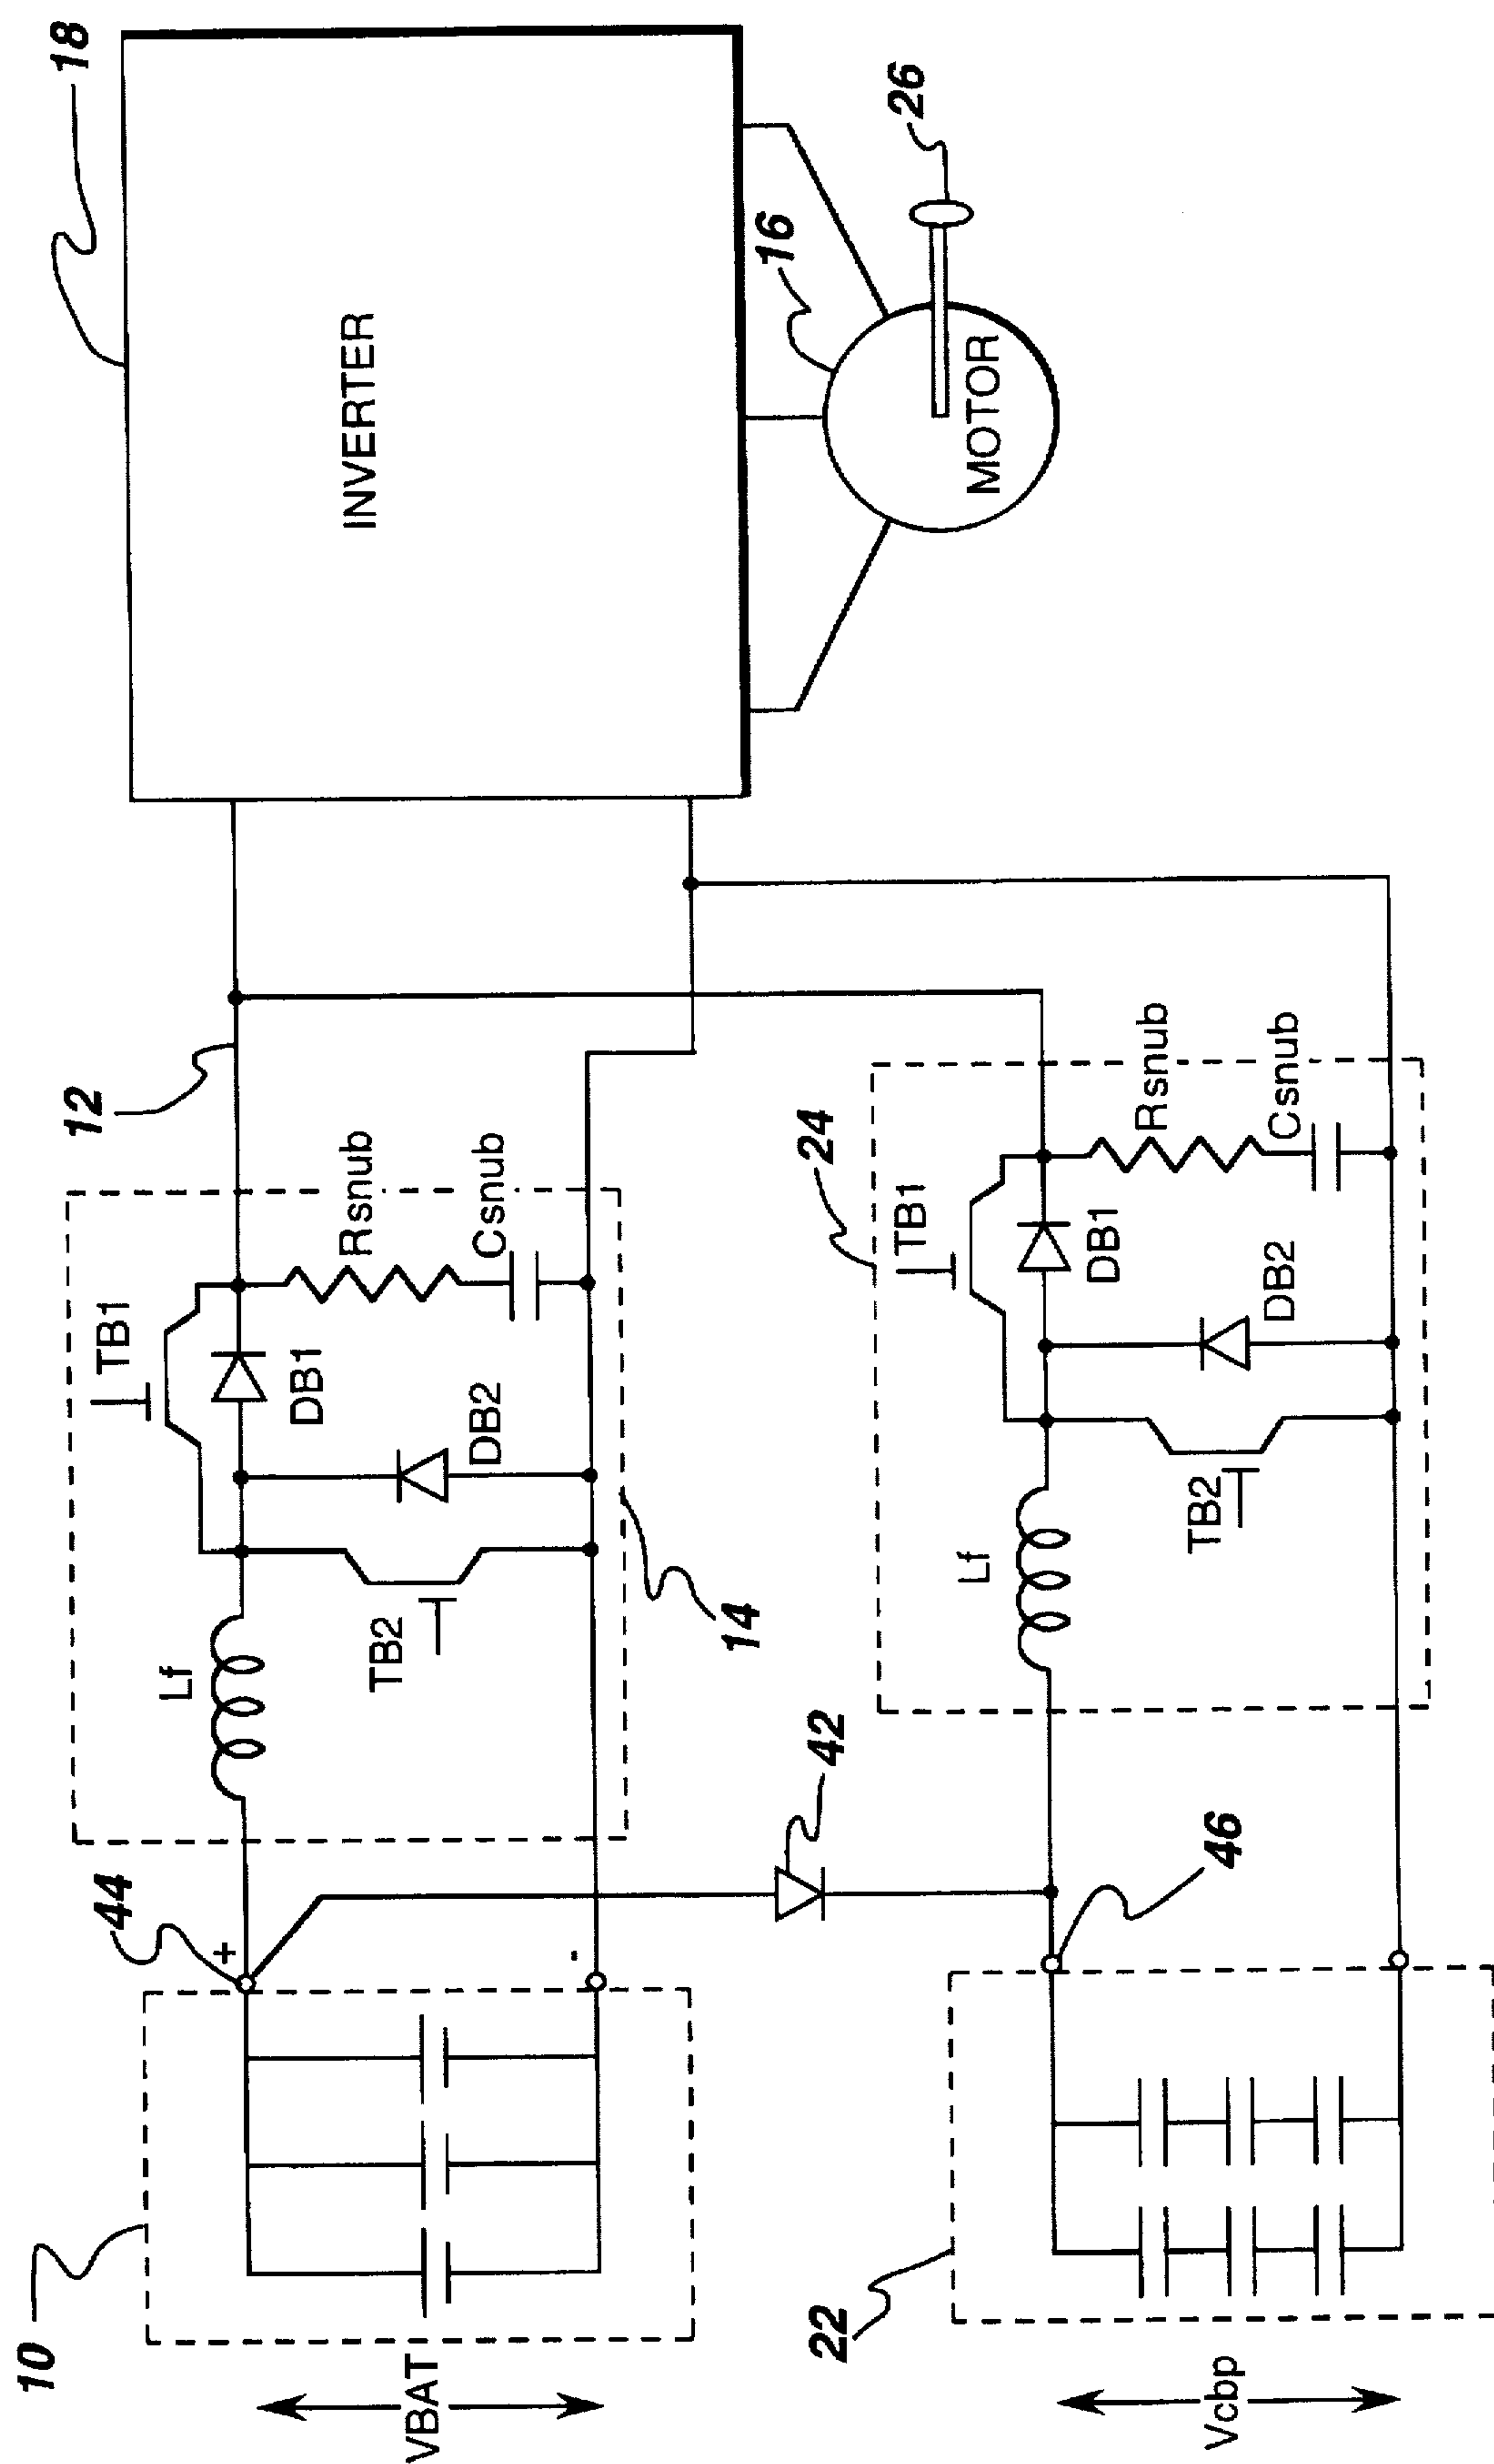 10
VBAT
44
+
-
Lf
TB1
DB1
DB2
TB2
Rsnub
Csnub
14
12
INVERTER
18
16
MOTOR
26
42
22
Vcbp
46
Lf
TB1
DB1
DB2
TB2
Rsnub
Csnub
24